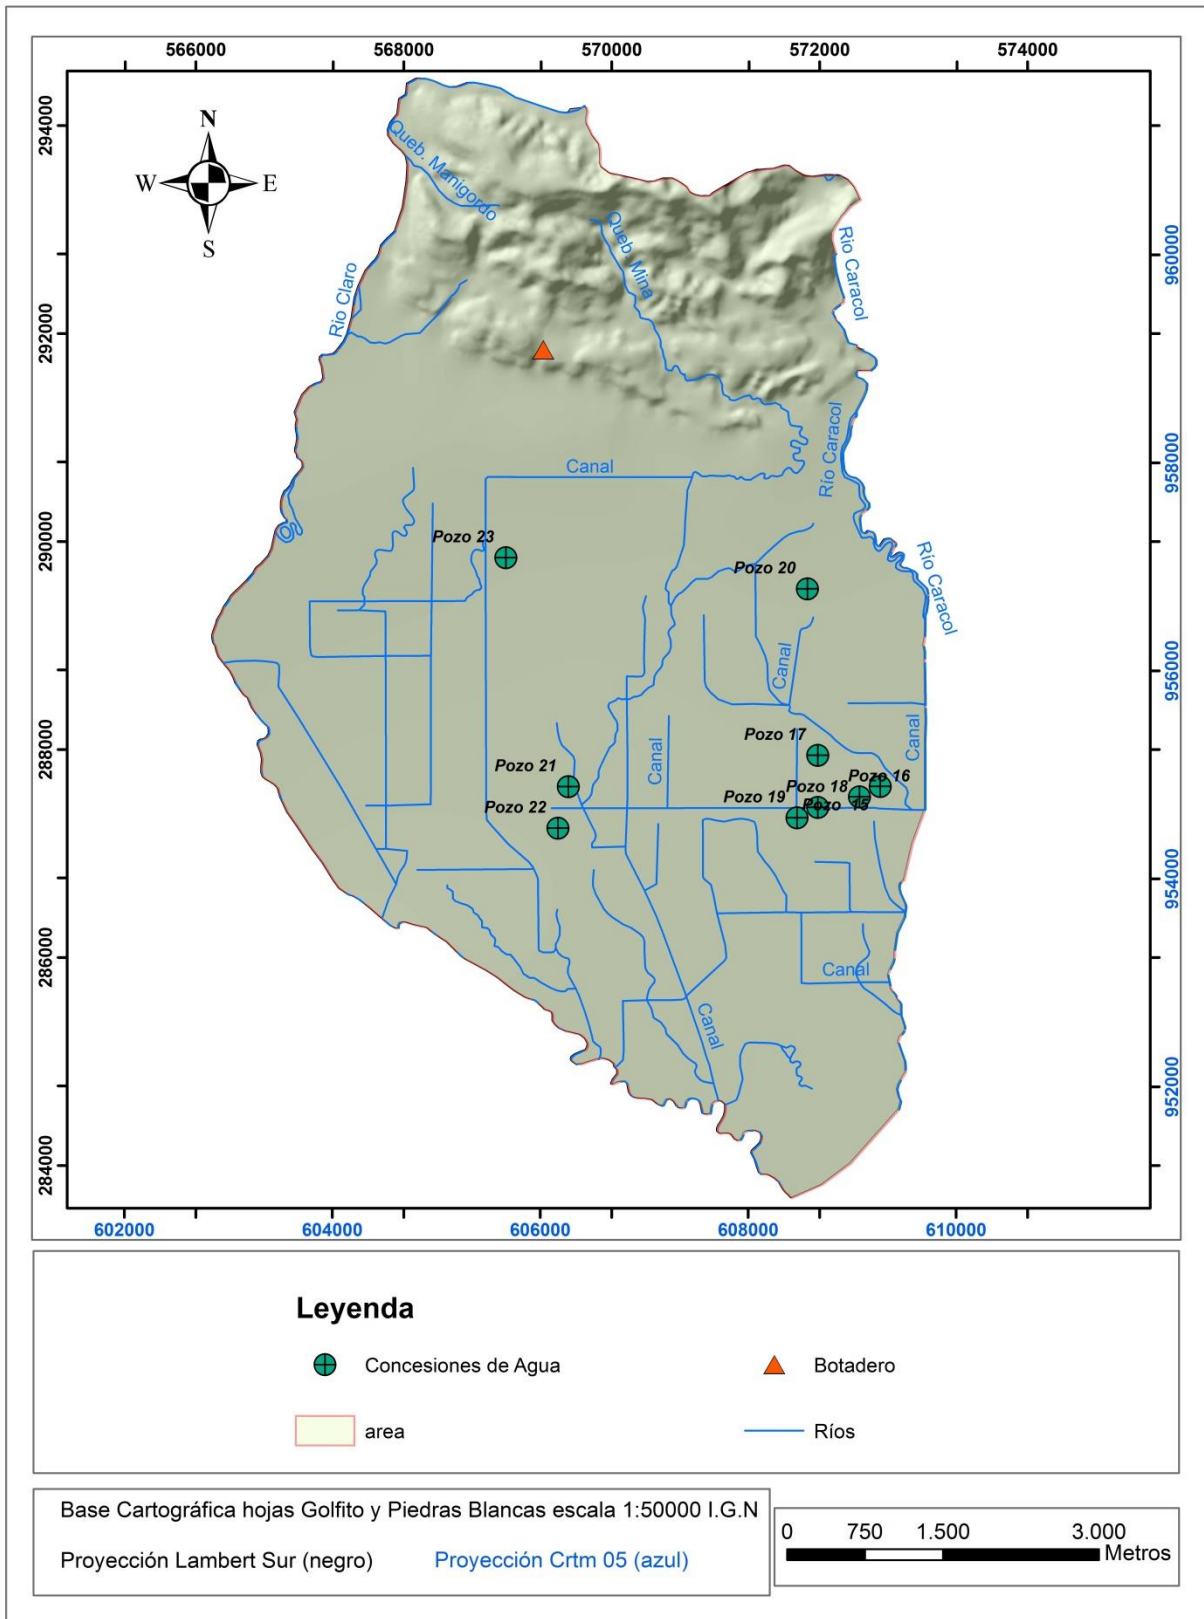 566000 568000 570000 572000 574000
294000
292000
290000
288000
286000
284000
960000
958000
956000
954000
952000
602000 604000 606000 608000 610000
N
W E
S
Queb. Manigordo
Queb. Mina
Rio Claro
Rio Caracol
Río Caracol
Río Caracol
Canal
Pozo 23
Pozo 20
Canal
Canal
Canal
Pozo 17
Pozo 21
Pozo 16
Pozo 18
Pozo 22
Pozo 19
Pozo 15
Canal
Canal
Leyenda
Concesiones de Agua
Botadero
area
Ríos
Base Cartográfica hojas Golfito y Piedras Blancas escala 1:50000 I.G.N
Proyección Lambert Sur (negro) Proyección Crtm 05 (azul)
0 750 1.500 3.000
Metros